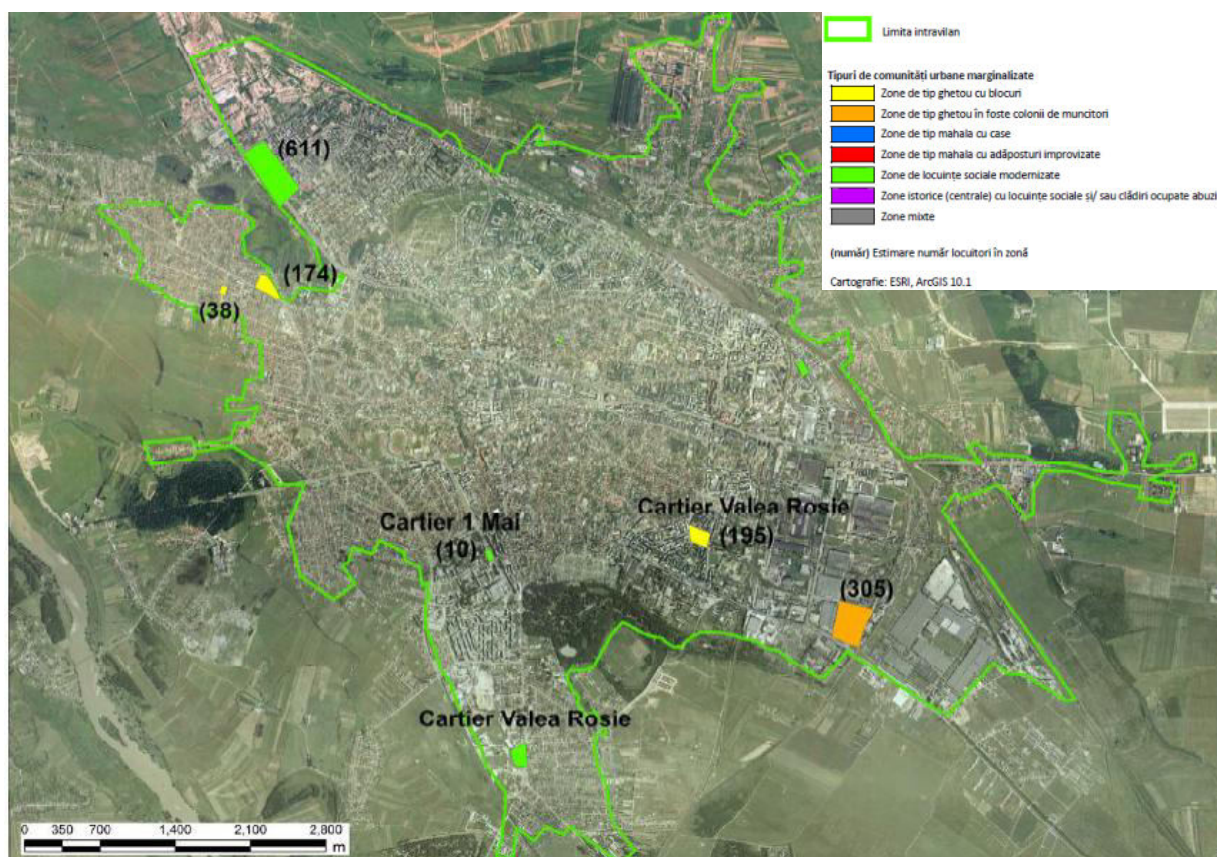 Limita intravilan
Tipuri de comunități urbane marginalizate
Zone de tip ghetou cu blocuri
Zone de tip ghetou în foste colonii de muncitori
Zone de tip mahala cu case
Zone de tip mahala cu adăposturi improvizate
Zone de locuințe sociale modernizate
Zone istorice (centrale) cu locuințe sociale și/ sau clădiri ocupate abuzi
Zone mixte
(număr) Estimare număr locuitori în zonă
Cartografie: ESRI, ArcGIS 10.1
(611)
(174)
(38)
Cartier Valea Rosie
(195)
Cartier 1 Mai
(10)
(305)
Cartier Valea Rosie
0 350 700 1,400 2,100 2,800
m